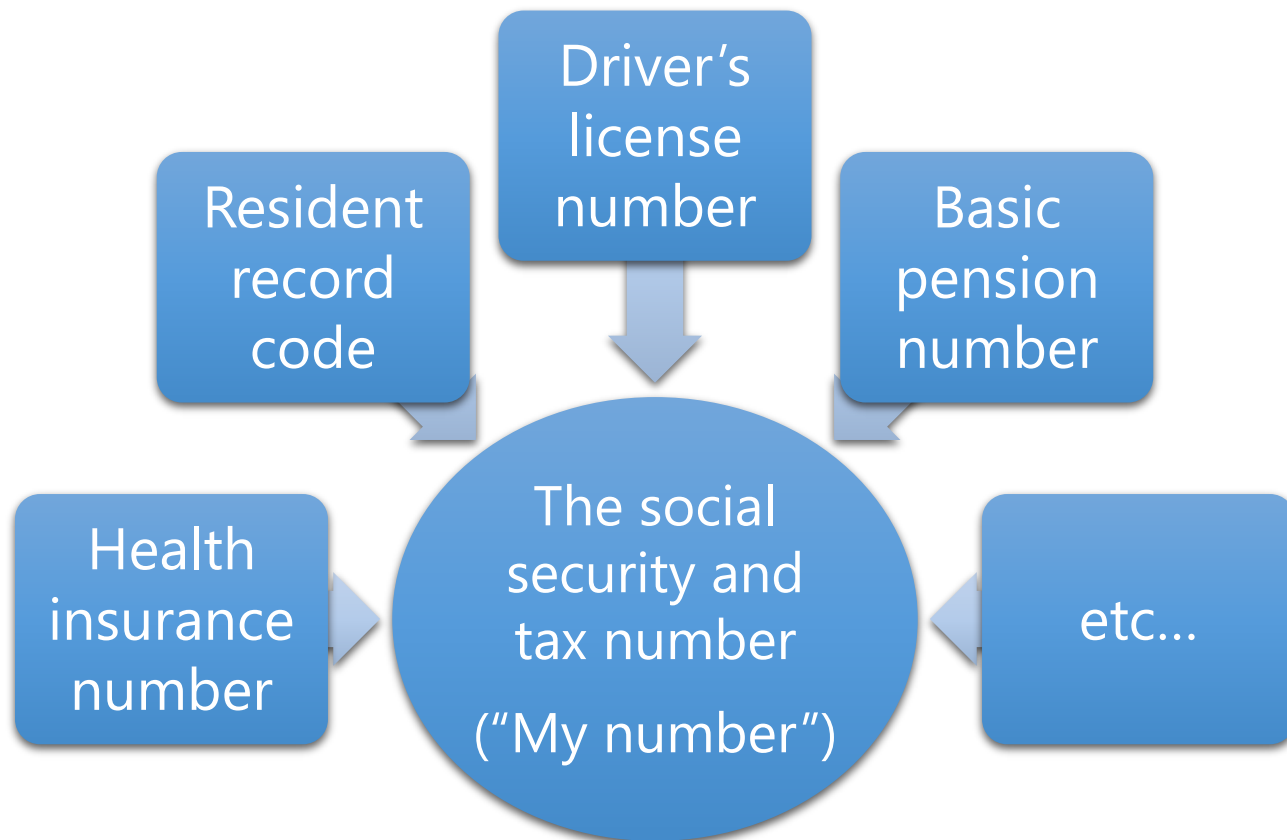 Driver’s
license
number
Resident
record
code
Basic
pension
number
Health
insurance
number
The social
security and
tax number
(“My number”)
etc…